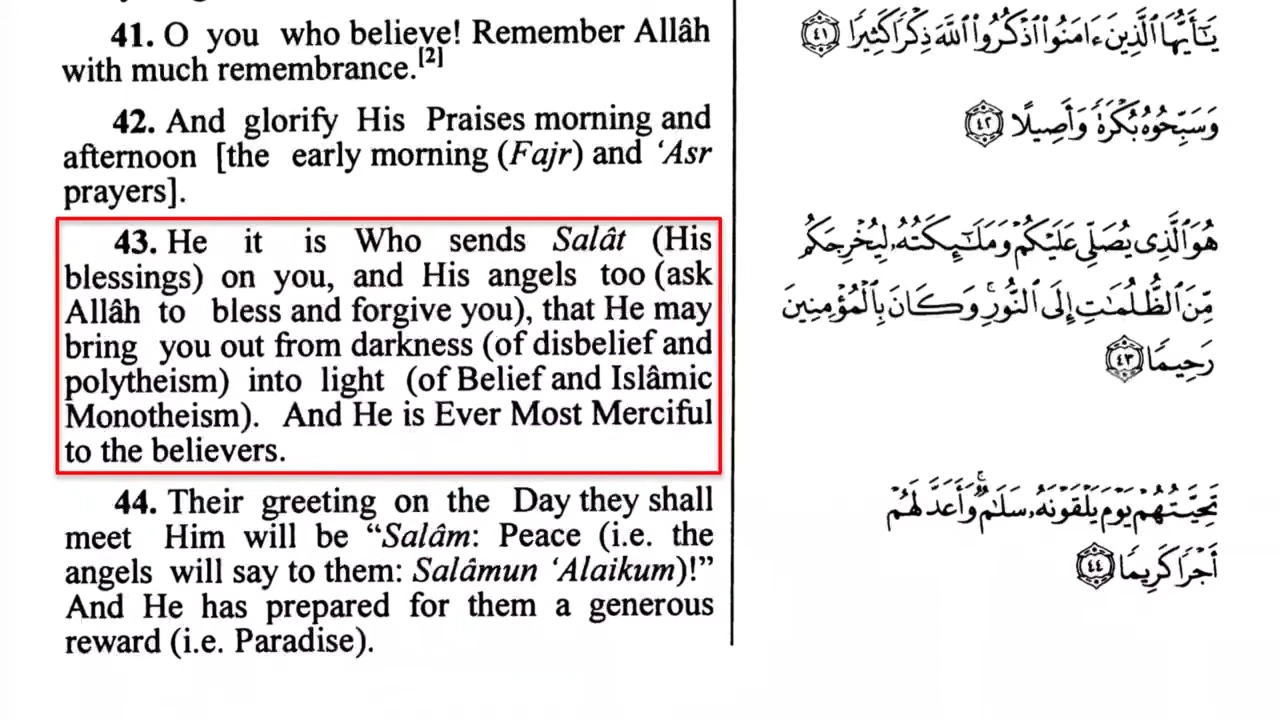 41. O you who believe! Remember Allâh
with much remembrance.[2]
42. And glorify His Praises morning and
afternoon [the early morning (Fajr) and ‘Asr
prayers].
43. He it is Who sends Salât (His
blessings) on you, and His angels too (ask
Allâh to bless and forgive you), that He may
bring you out from darkness (of disbelief and
polytheism) into light (of Belief and Islâmic
Monotheism). And He is Ever Most Merciful
to the believers.
44. Their greeting on the Day they shall
meet Him will be “Salâm: Peace (i.e. the
angels will say to them: Salâmun ‘Alaikum)!”
And He has prepared for them a generous
reward (i.e. Paradise).
يَـٰٓأَيُّهَا ٱلَّذِينَ ءَامَنُوا۟ ٱذْكُرُوا۟ ٱللَّهَ ذِكْرًا كَثِيرًا ٤١
وَسَبِّحُوهُ بُكْرَةً وَأَصِيلًا ٤٢
هُوَ ٱلَّذِى يُصَلِّى عَلَيْكُمْ وَمَلَـٰٓئِكَتُهُۥ لِيُخْرِجَكُم
مِّنَ ٱلظُّلُمَـٰتِ إِلَى ٱلنُّورِ ۚ وَكَانَ بِٱلْمُؤْمِنِينَ
رَحِيمًا ٤٣
تَحِيَّتُهُمْ يَوْمَ يَلْقَوْنَهُۥ سَلَـٰمٌ ۚ وَأَعَدَّ لَهُمْ
أَجْرًا كَرِيمًا ٤٤